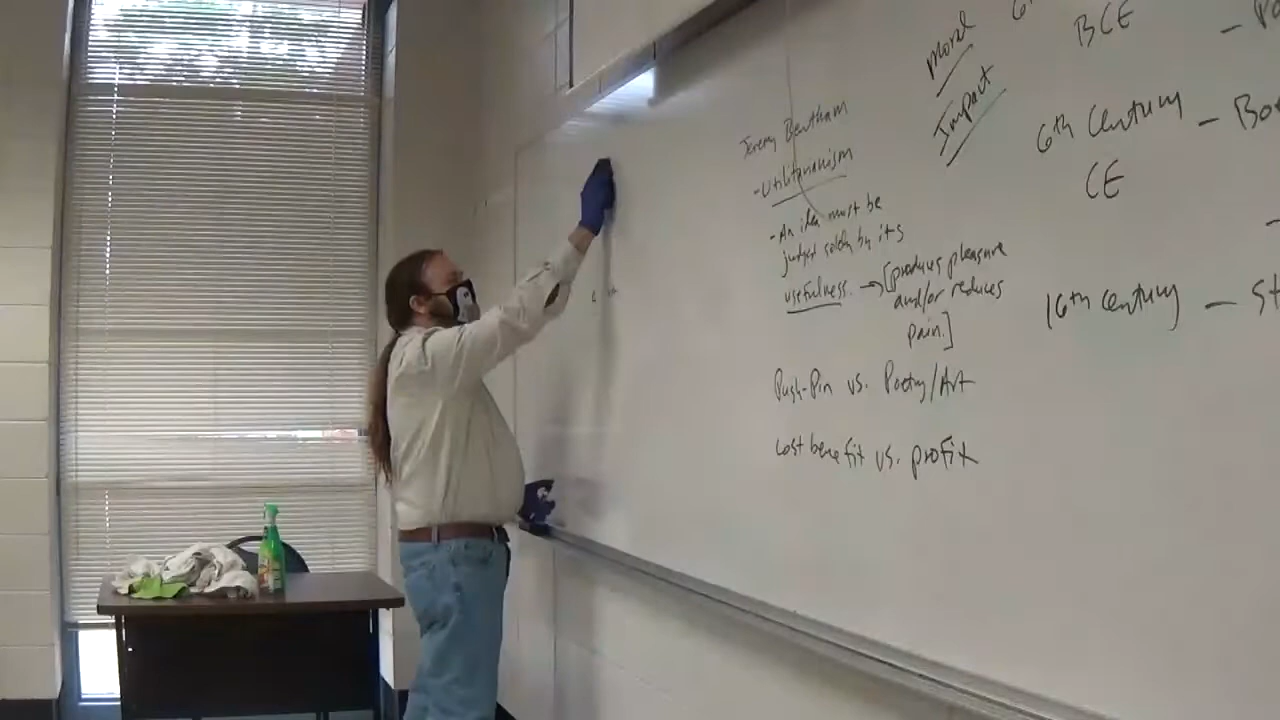 Jeremy Bentham
- Utilitarianism
- An idea must be
judged solely by its
usefulness. → [produces pleasure
and/or reduces
pain.]
Push-Pin vs. Poetry/Art
Cost benefit vs. profit
Moral
Impact
BCE
6th Century -
CE
16th Century -